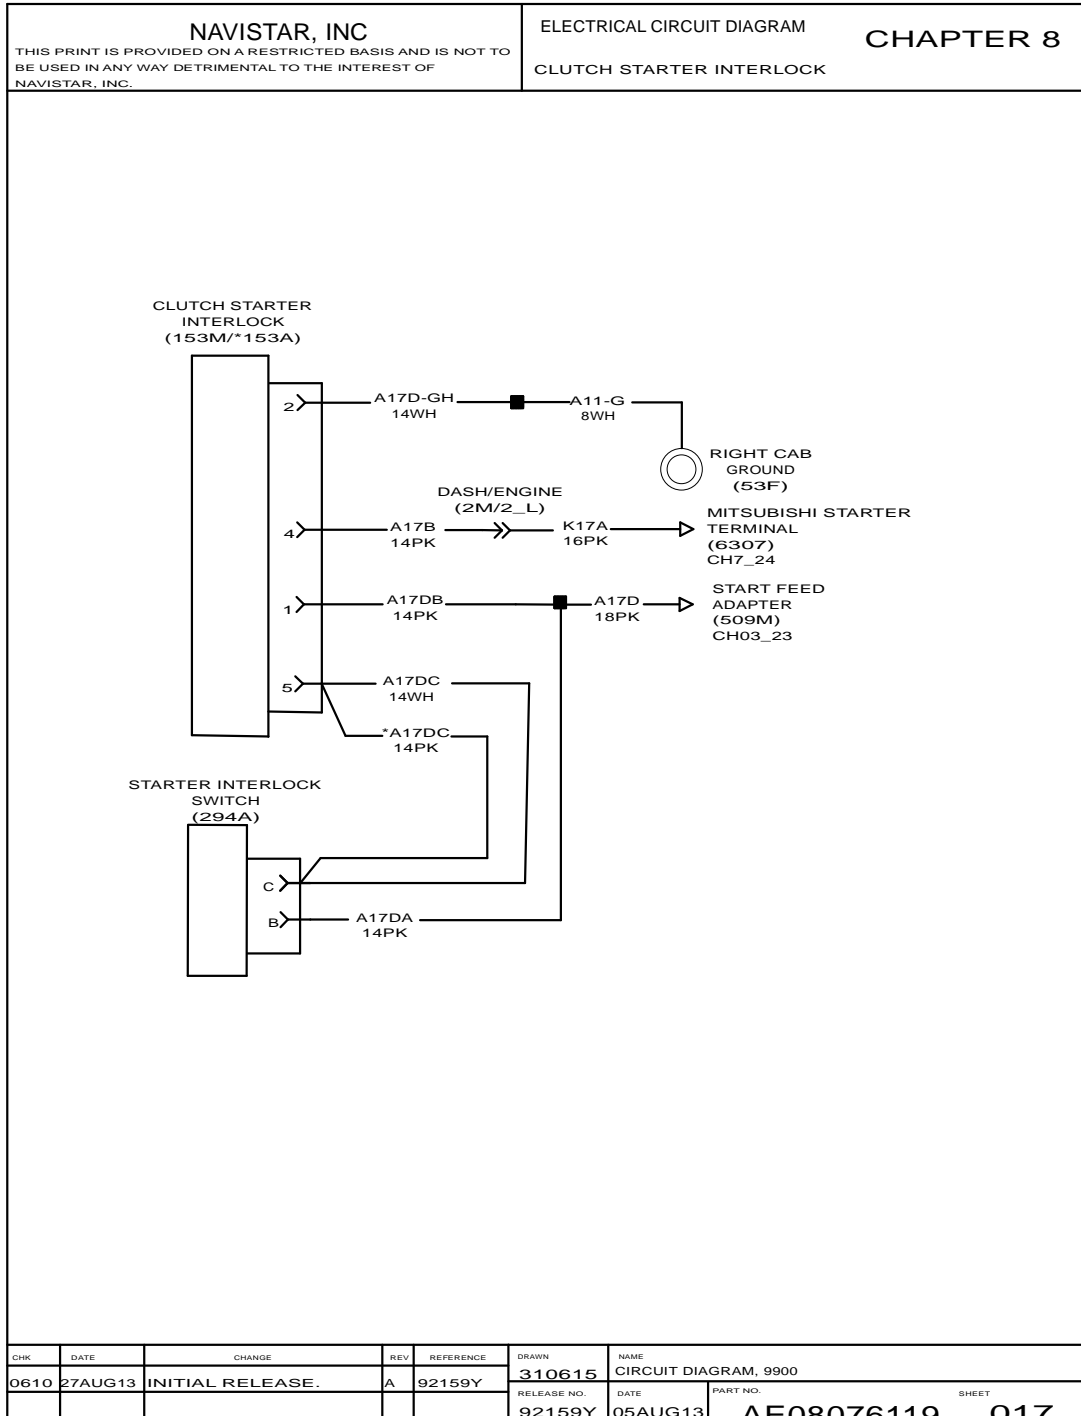 NAVISTAR, INC
THIS PRINT IS PROVIDED ON A RESTRICTED BASIS AND IS NOT TO
BE USED IN ANY WAY DETRIMENTAL TO THE INTEREST OF
NAVISTAR, INC.
ELECTRICAL CIRCUIT DIAGRAM
CLUTCH STARTER INTERLOCK
CHAPTER 8
CLUTCH STARTER
INTERLOCK
(153M/*153A)
2
A17D-GH
14WH
A11-G
8WH
RIGHT CAB
GROUND
(53F)
DASH/ENGINE
(2M/2_L)
4
A17B
14PK
K17A
16PK
MITSUBISHI STARTER
TERMINAL
(6307)
CH7_24
1
A17DB
14PK
A17D
18PK
START FEED
ADAPTER
(509M)
CH03_23
5
A17DC
14WH
*A17DC
14PK
STARTER INTERLOCK
SWITCH
(294A)
C
B
A17DA
14PK
CHK DATE CHANGE REV REFERENCE
0610 27AUG13 INITIAL RELEASE. A 92159Y
DRAWN
310615
NAME
CIRCUIT DIAGRAM, 9900
RELEASE NO.
92159Y
DATE
05AUG13
PART NO.
AE08076119
SHEET
017